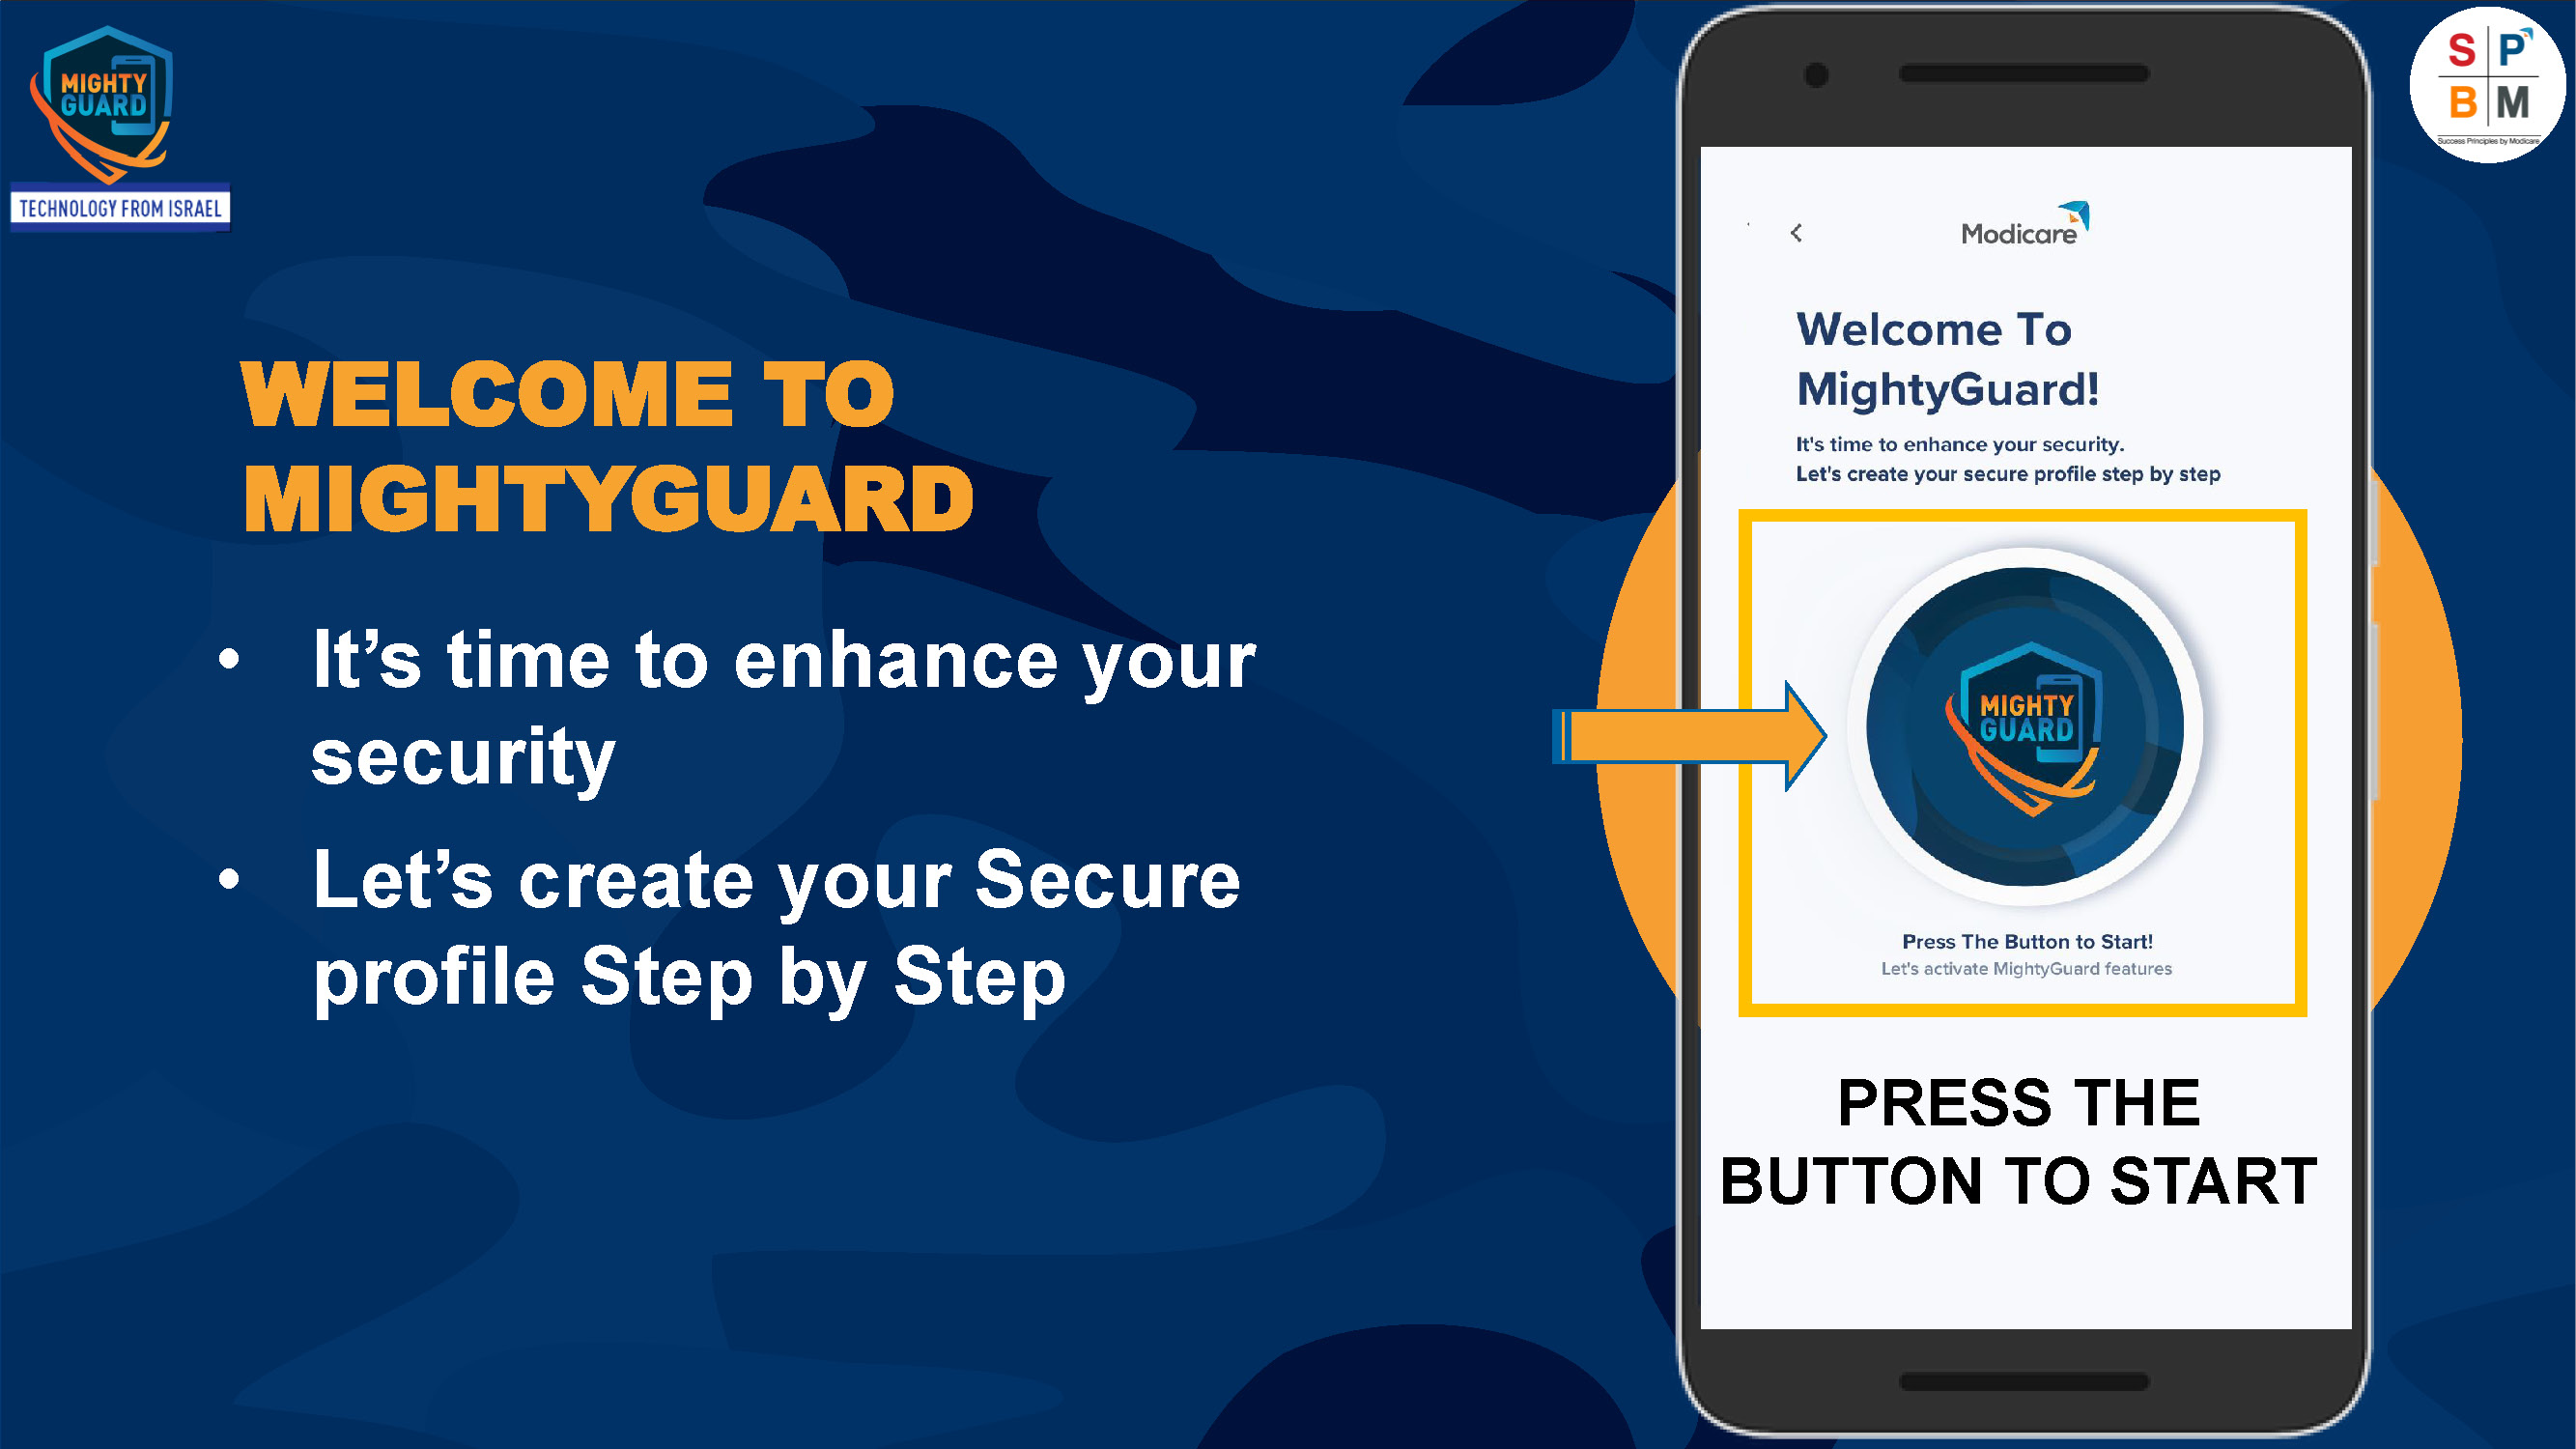 MIGHTY
GUARD
TECHNOLOGY FROM ISRAEL
WELCOME TO
MIGHTYGUARD
• It’s time to enhance your
security
• Let’s create your Secure
profile Step by Step
S P
B M
Success Principles by Modicare
Modicare
Welcome To
MightyGuard!
It's time to enhance your security.
Let's create your secure profile step by step
MIGHTY
GUARD
Press The Button to Start!
Let's activate MightyGuard features
PRESS THE
BUTTON TO START